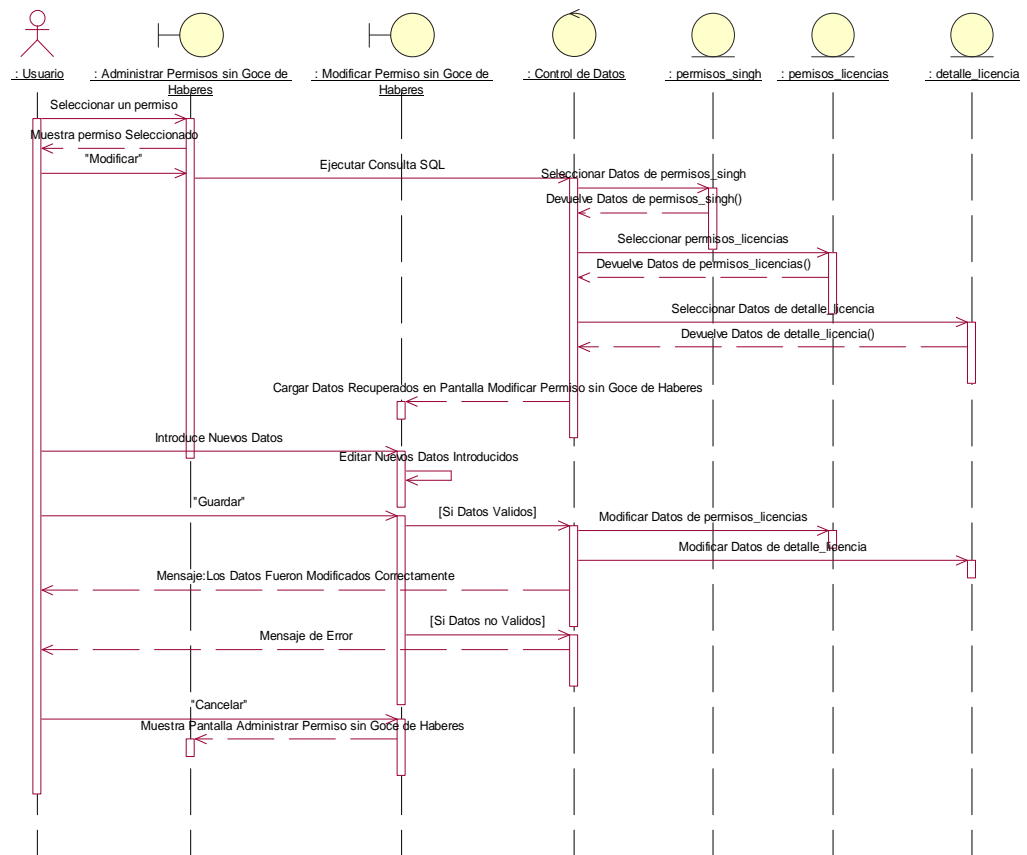 : Usuario
: Administrar Permisos sin Goce de
Haberes
: Modificar Permiso sin Goce de
Haberes
: Control de Datos
: permisos_singh
: pemisos_licencias
: detalle_licencia
Seleccionar un permiso
Muestra permiso Seleccionado
"Modificar"
Ejecutar Consulta SQL
Seleccionar Datos de permisos_singh
Devuelve Datos de permisos_singh()
Seleccionar permisos_licencias
Devuelve Datos de permisos_licencias()
Seleccionar Datos de detalle_licencia
Devuelve Datos de detalle_licencia()
Cargar Datos Recuperados en Pantalla Modificar Permiso sin Goce de Haberes
Introduce Nuevos Datos
Editar Nuevos Datos Introducidos
"Guardar"
[Si Datos Validos]
Modificar Datos de permisos_licencias
Modificar Datos de detalle_licencia
Mensaje:Los Datos Fueron Modificados Correctamente
[Si Datos no Validos]
Mensaje de Error
"Cancelar"
Muestra Pantalla Administrar Permiso sin Goce de Haberes